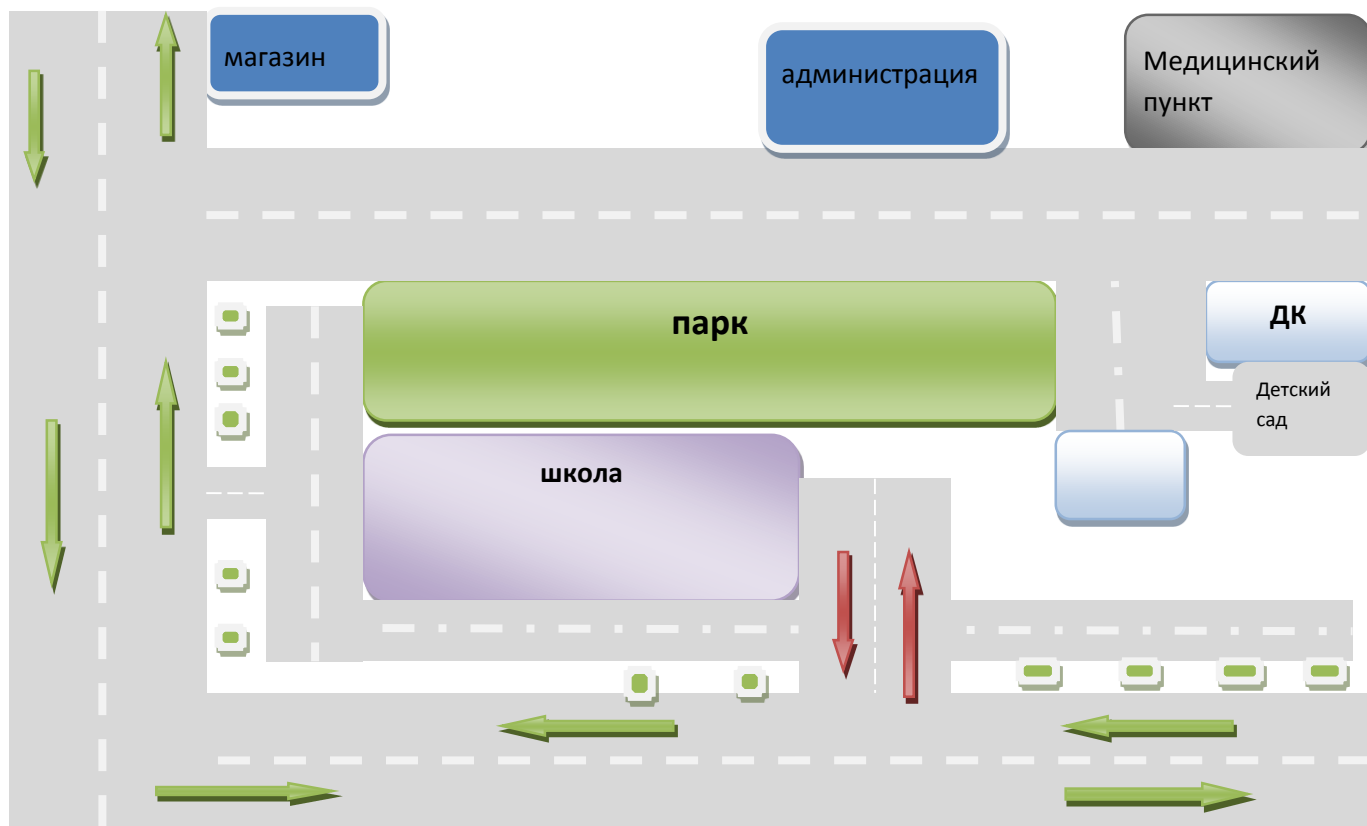 магазин
администрация
Медицинский
пункт
парк
ДК
Детский
сад
школа